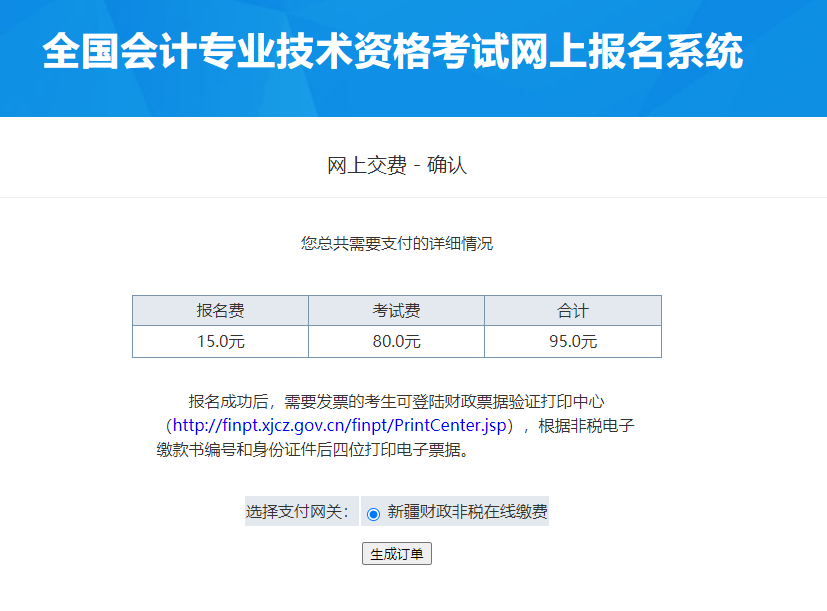 全国会计专业技术资格考试网上报名系统
网上交费 - 确认
您总共需要支付的详细情况
报名费 考试费 合计
15.0元 80.0元 95.0元
报名成功后，需要发票的考生可登陆财政票据验证打印中心
（http://finpt.xjcz.gov.cn/finpt/PrintCenter.jsp），根据非税电子
缴款书编号和身份证件后四位打印电子票据。
选择支付网关： 新疆财政非税在线缴费
生成订单